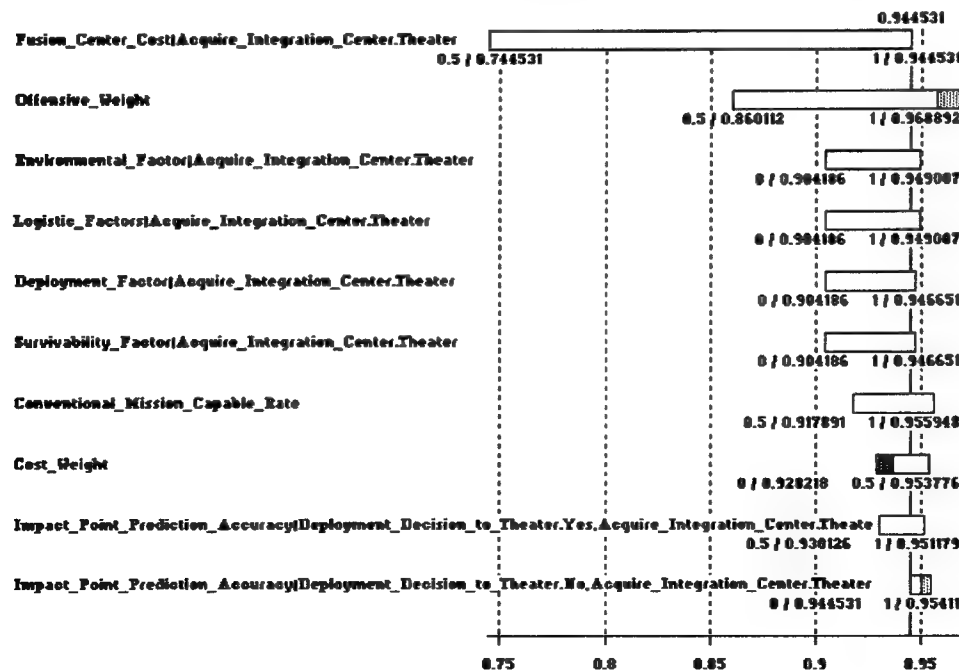 0.944531
Fusion_Center_Cost|Acquire_Integration_Center.Theater
0.5 / 0.744531 1 / 0.944531
Offensive_Weight
0.5 / 0.860112 1 / 0.968892
Environmental_Factor|Acquire_Integration_Center.Theater
0 / 0.904186 1 / 0.949007
Logistic_Factors|Acquire_Integration_Center.Theater
0 / 0.904186 1 / 0.949007
Deployment_Factor|Acquire_Integration_Center.Theater
0 / 0.904186 1 / 0.946651
Survivability_Factor|Acquire_Integration_Center.Theater
0 / 0.904186 1 / 0.946651
Conventional_Mission_Capable_Rate
0.5 / 0.917891 1 / 0.955948
Cost_Weight
0 / 0.928218 0.5 / 0.953776
Impact_Point_Prediction_Accuracy|Deployment_Decision_to_Theater.Yes,Acquire_Integration_Center.Theate
0.5 / 0.930126 1 / 0.951179
Impact_Point_Prediction_Accuracy|Deployment_Decision_to_Theater.No,Acquire_Integration_Center.Theater
0 / 0.944531 1 / 0.95411
0.75 0.8 0.85 0.9 0.95